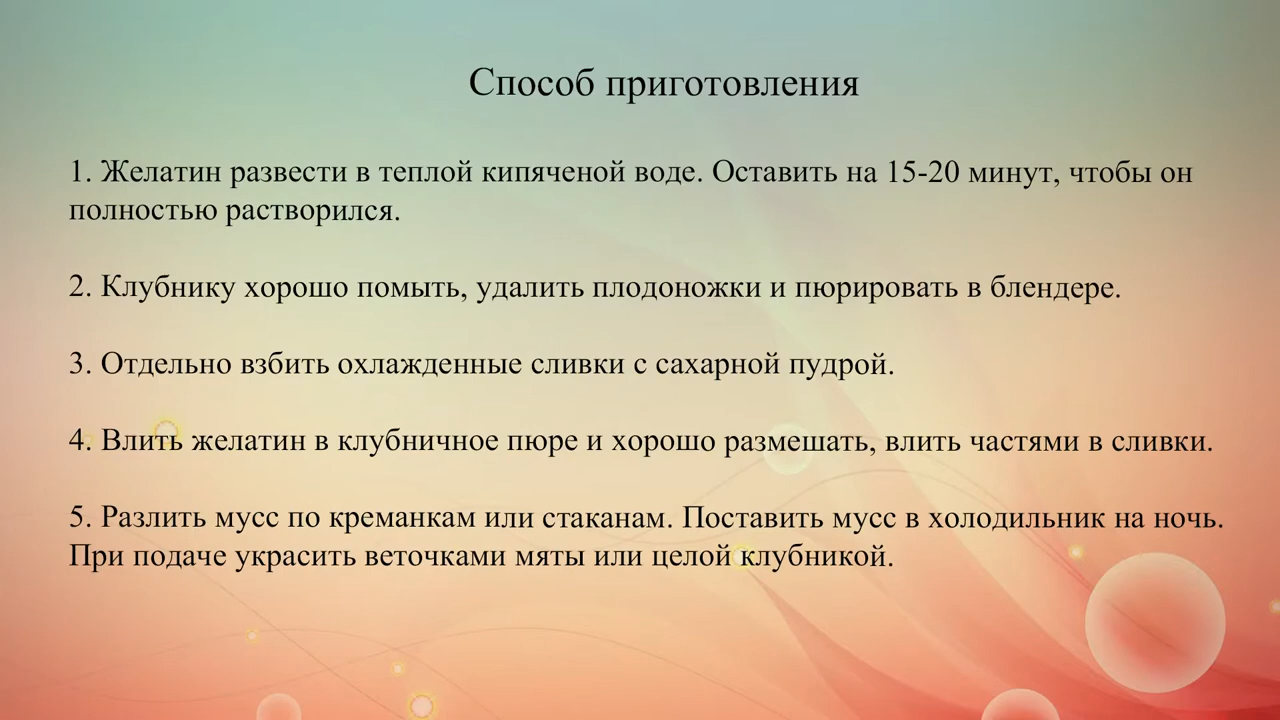 Способ приготовления
1. Желатин развести в теплой кипяченой воде. Оставить на 15-20 минут, чтобы он
полностью растворился.
2. Клубнику хорошо помыть, удалить плодоножки и пюрировать в блендере.
3. Отдельно взбить охлажденные сливки с сахарной пудрой.
4. Влить желатин в клубничное пюре и хорошо размешать, влить частями в сливки.
5. Разлить мусс по креманкам или стаканам. Поставить мусс в холодильник на ночь.
При подаче украсить веточками мяты или целой клубникой.